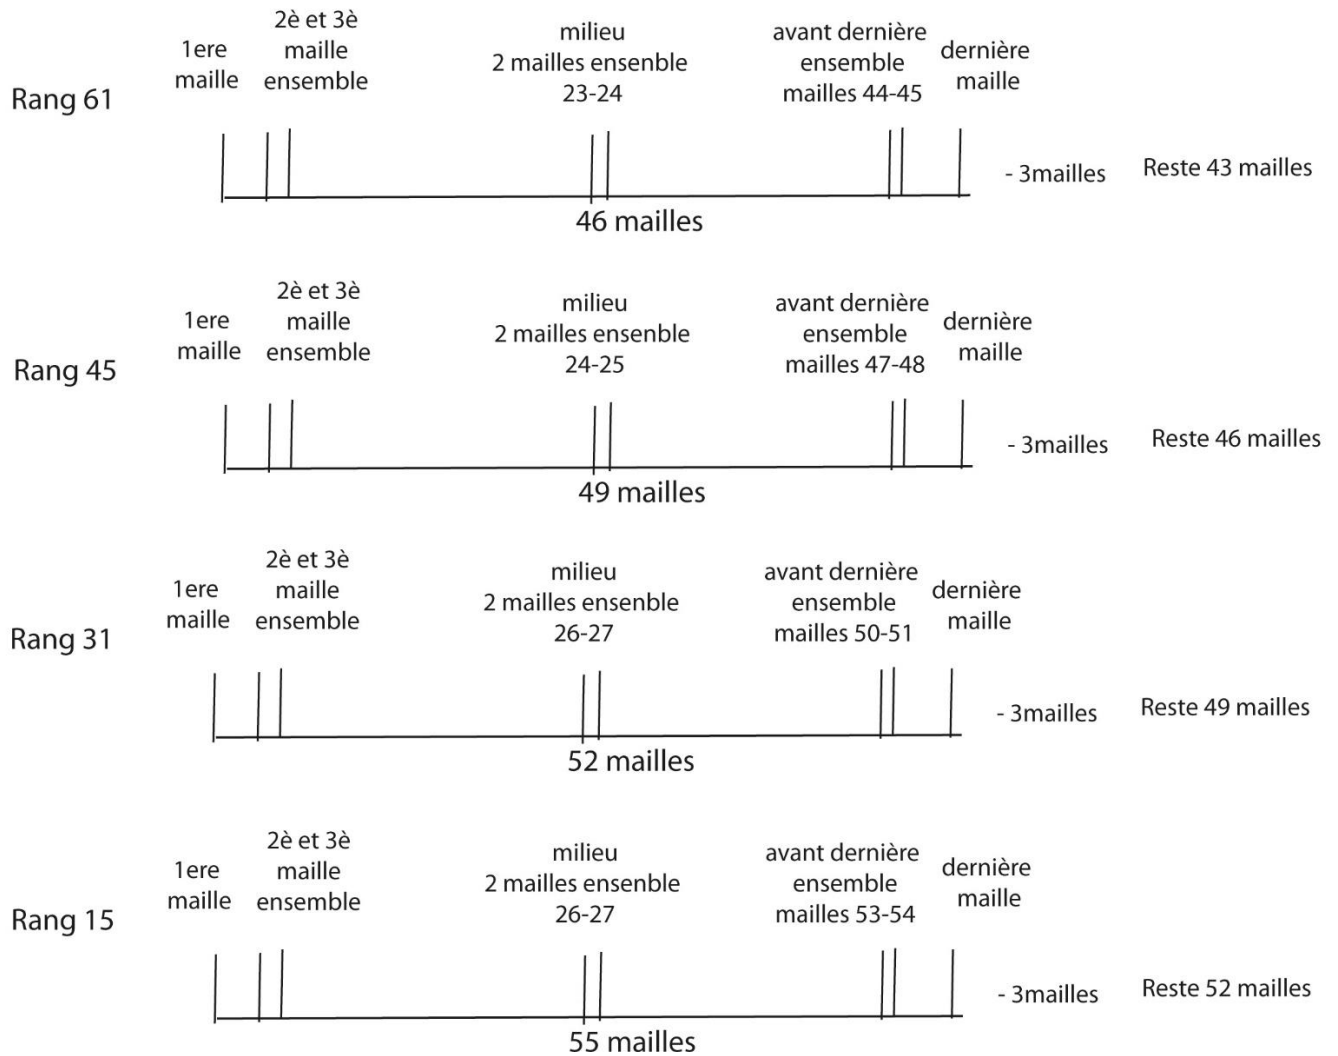 Rang 61
1ere
maille
2è et 3è
maille
ensemble
milieu
2 mailles ensenble
23-24
avant dernière
ensemble
mailles 44-45
dernière
maille
- 3mailles
Reste 43 mailles
46 mailles
Rang 45
1ere
maille
2è et 3è
maille
ensemble
milieu
2 mailles ensenble
24-25
avant dernière
ensemble
mailles 47-48
dernière
maille
- 3mailles
Reste 46 mailles
49 mailles
Rang 31
1ere
maille
2è et 3è
maille
ensemble
milieu
2 mailles ensenble
26-27
avant dernière
ensemble
mailles 50-51
dernière
maille
- 3mailles
Reste 49 mailles
52 mailles
Rang 15
1ere
maille
2è et 3è
maille
ensemble
milieu
2 mailles ensenble
26-27
avant dernière
ensemble
mailles 53-54
dernière
maille
- 3mailles
Reste 52 mailles
55 mailles